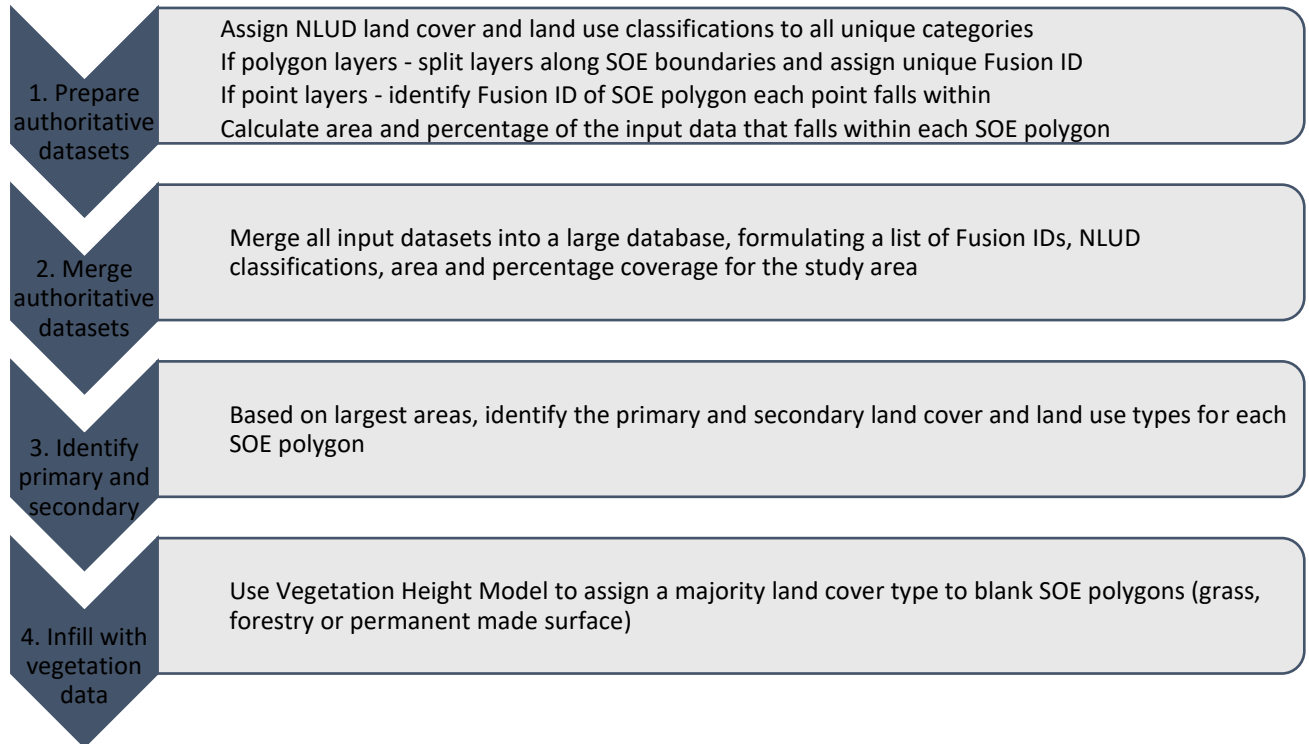 1. Prepare
authoritative
datasets
Assign NLUD land cover and land use classifications to all unique categories
If polygon layers - split layers along SOE boundaries and assign unique Fusion ID
If point layers - identify Fusion ID of SOE polygon each point falls within
Calculate area and percentage of the input data that falls within each SOE polygon
2. Merge
authoritative
datasets
Merge all input datasets into a large database, formulating a list of Fusion IDs, NLUD
classifications, area and percentage coverage for the study area
3. Identify
primary and
secondary
Based on largest areas, identify the primary and secondary land cover and land use types for each
SOE polygon
4. Infill with
vegetation
data
Use Vegetation Height Model to assign a majority land cover type to blank SOE polygons (grass,
forestry or permanent made surface)